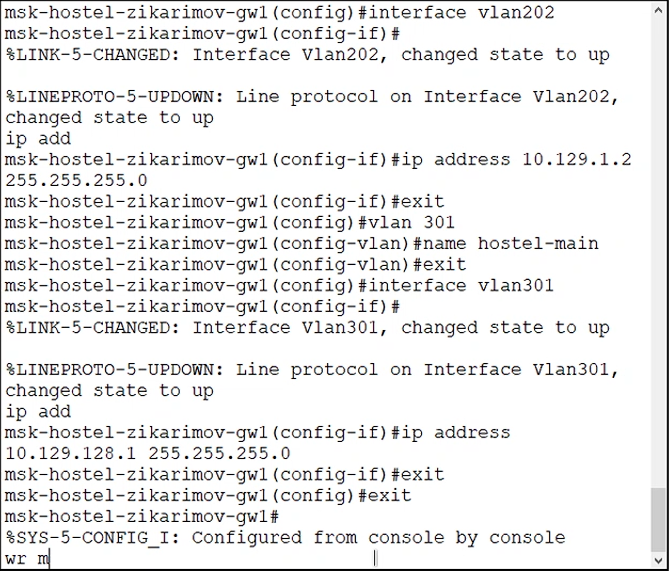 msk-hostel-zikarimov-gw1(config)#interface vlan202
msk-hostel-zikarimov-gw1(config-if)#
%LINK-5-CHANGED: Interface Vlan202, changed state to up

%LINEPROTO-5-UPDOWN: Line protocol on Interface Vlan202,
changed state to up
ip add
msk-hostel-zikarimov-gw1(config-if)#ip address 10.129.1.2
255.255.255.0
msk-hostel-zikarimov-gw1(config-if)#exit
msk-hostel-zikarimov-gw1(config)#vlan 301
msk-hostel-zikarimov-gw1(config-vlan)#name hostel-main
msk-hostel-zikarimov-gw1(config-vlan)#exit
msk-hostel-zikarimov-gw1(config)#interface vlan301
msk-hostel-zikarimov-gw1(config-if)#
%LINK-5-CHANGED: Interface Vlan301, changed state to up

%LINEPROTO-5-UPDOWN: Line protocol on Interface Vlan301,
changed state to up
ip add
msk-hostel-zikarimov-gw1(config-if)#ip address
10.129.128.1 255.255.255.0
msk-hostel-zikarimov-gw1(config-if)#exit
msk-hostel-zikarimov-gw1(config)#exit
msk-hostel-zikarimov-gw1#
%SYS-5-CONFIG_I: Configured from console by console
wr m